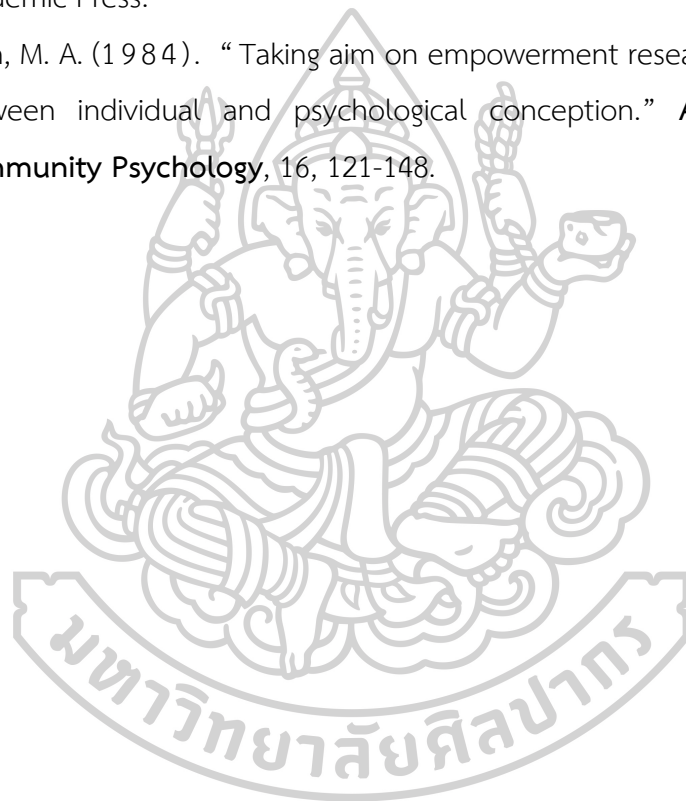 demic Press.
, M. A. (1984). “Taking aim on empowerment resea
ween individual and psychological conception.”
mmunity Psychology, 16, 121-148.
มหาวิทยาลัยศิลปากร